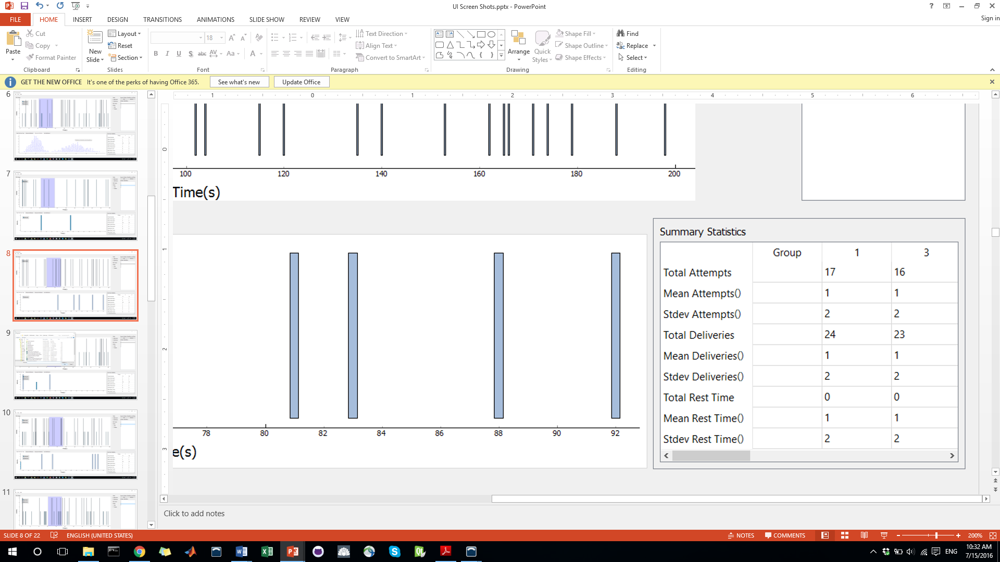 UI Screen Shots.pptx - PowerPoint
?
Sign in
FILE HOME INSERT DESIGN TRANSITIONS ANIMATIONS SLIDE SHOW REVIEW VIEW
Paste
Cut
Copy
Format Painter
Clipboard
New Slide
Layout
Reset
Section
Slides
18
B I U S abc AV Aa A
Font
Text Direction
Align Text
Convert to SmartArt
Paragraph
Arrange
Quick Styles
Shape Fill
Shape Outline
Shape Effects
Drawing
Find
Replace
Select
Editing
GET THE NEW OFFICE It's one of the perks of having Office 365. See what's new Update Office
6
7
8
9
10
11
1 0 1 2 3 4 5 6
0
1
2
3
100 120 140 160 180 200
Time(s)
78 80 82 84 86 88 90 92
e(s)
Summary Statistics
Group 1 3
Total Attempts 17 16
Mean Attempts() 1 1
Stdev Attempts() 2 2
Total Deliveries 24 23
Mean Deliveries() 1 1
Stdev Deliveries() 2 2
Total Rest Time 0 0
Mean Rest Time() 1 1
Stdev Rest Time() 2 2
Click to add notes
SLIDE 8 OF 22 ENGLISH (UNITED STATES) NOTES COMMENTS 200%
ENG
10:32 AM
7/15/2016